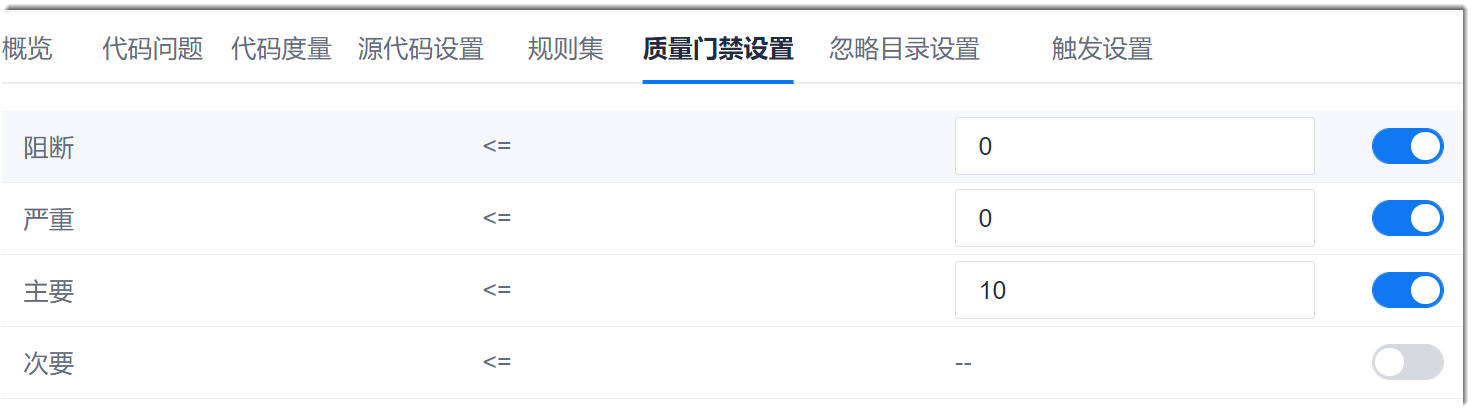 概览 代码问题 代码度量 源代码设置 规则集 质量门禁设置 忽略目录设置 触发设置
阻断 <= 0
严重 <= 0
主要 <= 10
次要 <= --